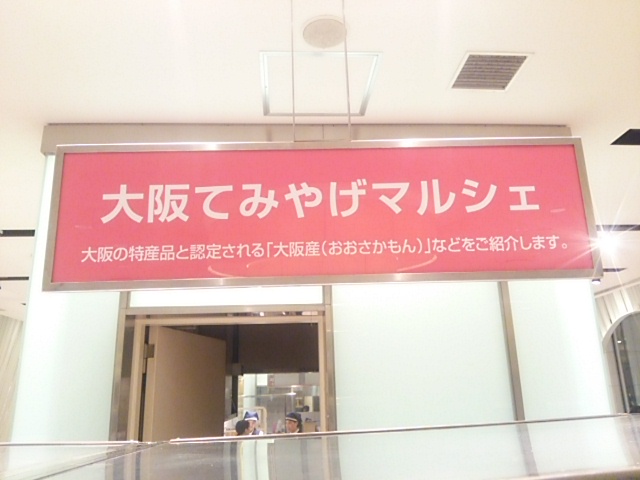 大阪てみやげマルシェ
大阪の特産品と認定される「大阪産(おおさかもん)」などをご紹介します。